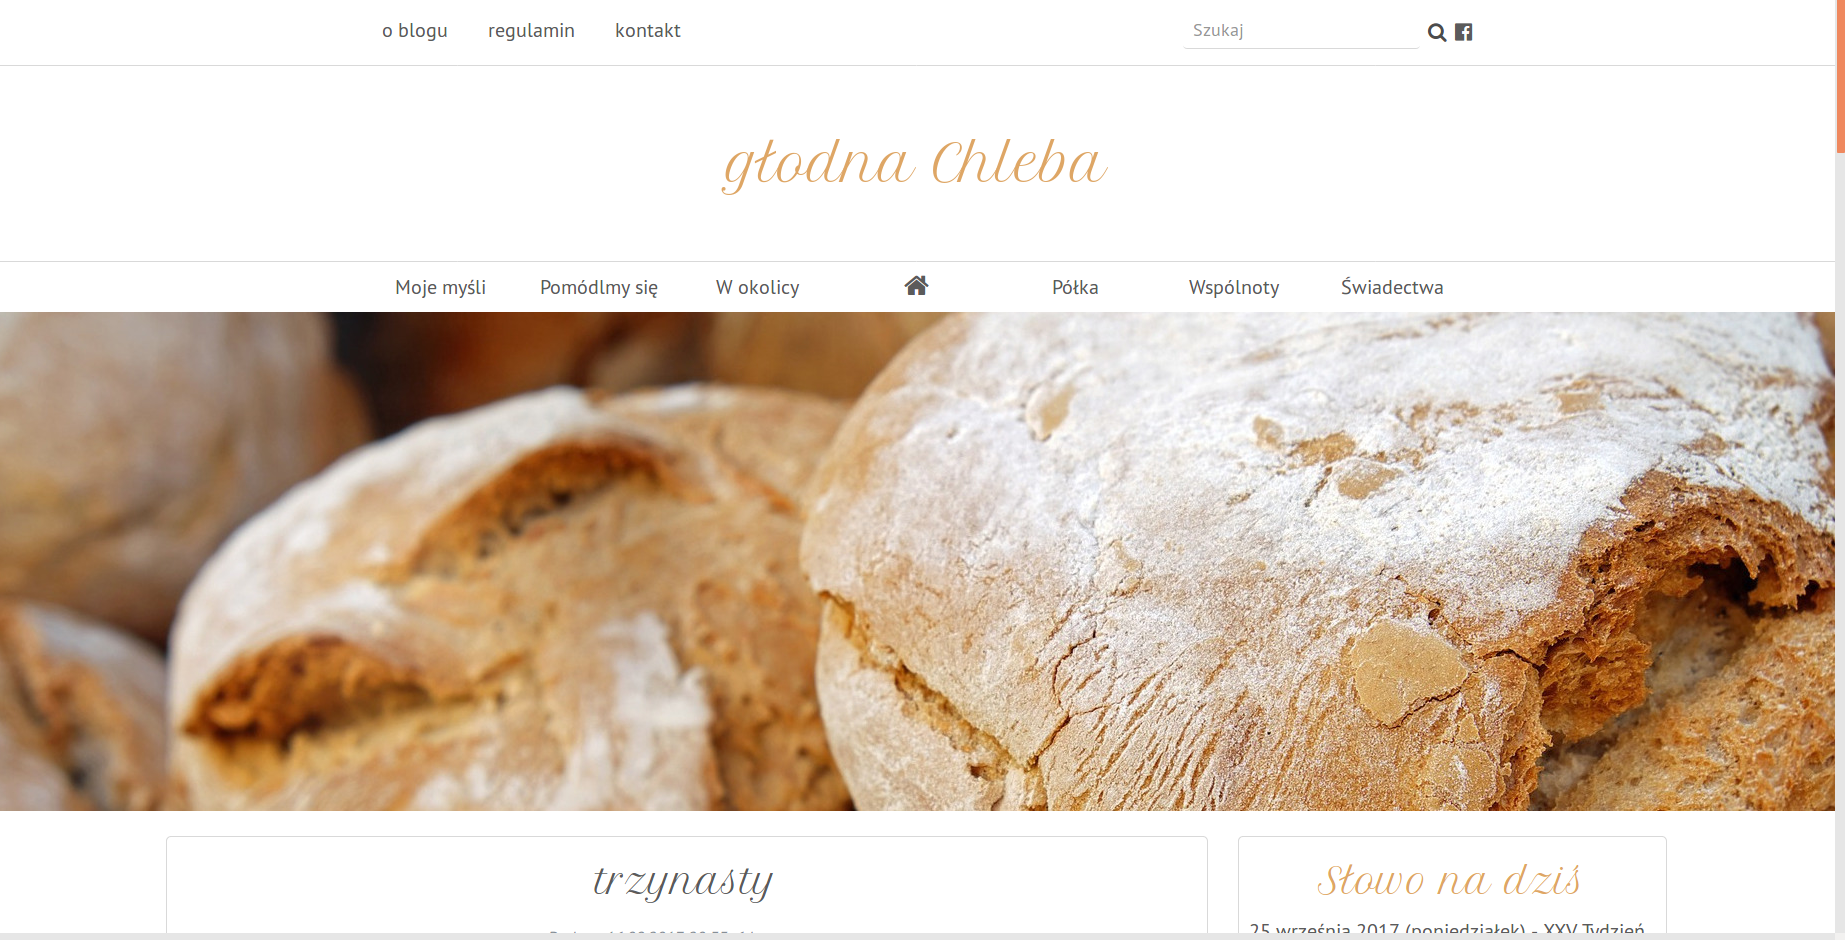 o blogu regulamin kontakt Szukaj
głodna Chleba
Moje myśli Pomódlmy się W okolicy Półka Wspólnoty Świadectwa
trzynasty
Słowo na dziś
25 września 2017 (poniedziałek) - XXV Tydzień